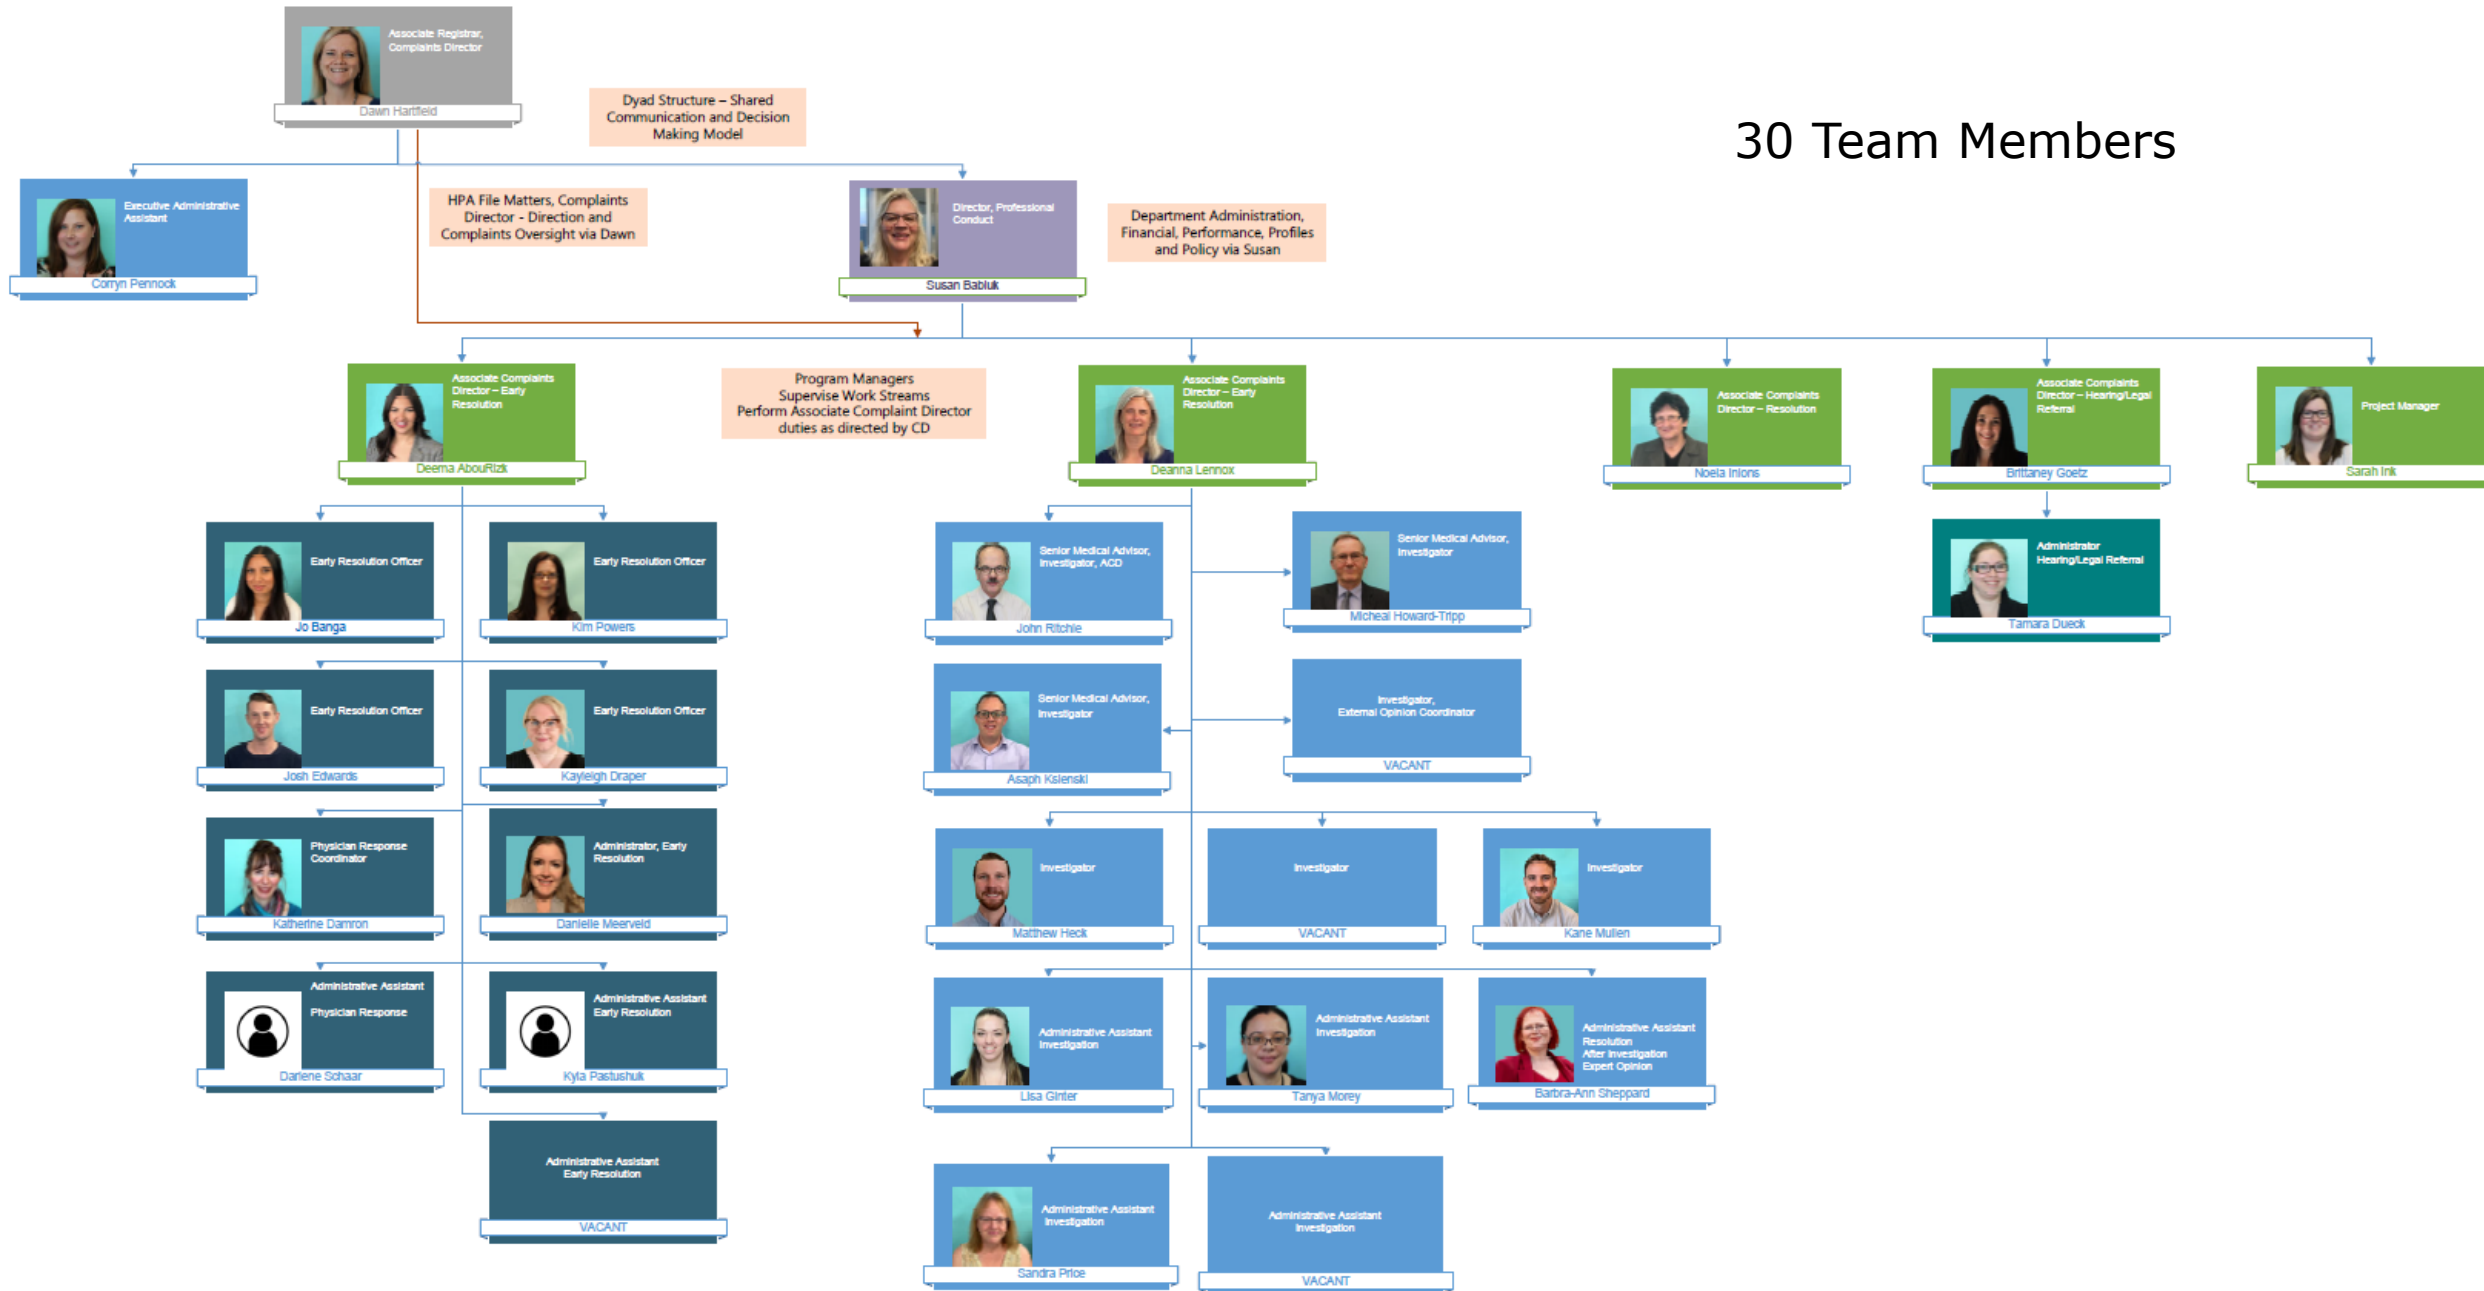 Associate Registrar,
Complaints Director
Dawn Hartfield
Dyad Structure – Shared
Communication and Decision
Making Model
30 Team Members
Executive Administrative
Assistant
Corryn Pennock
HPA File Matters, Complaints
Director - Direction and
Complaints Oversight via Dawn
Director, Professional
Conduct
Susan Babiuk
Department Administration,
Financial, Performance, Profiles
and Policy via Susan
Associate Complaints
Director – Early
Resolution
Deema AbouRizk
Program Managers
Supervise Work Streams
Perform Associate Complaint Director
duties as directed by CD
Associate Complaints
Director – Early
Resolution
Deanna Lennox
Associate Complaints
Director – Resolution
Noela Inions
Associate Complaints
Director – Hearing/Legal
Referral
Brittaney Goetz
Project Manager
Sarah Ink
Early Resolution Officer
Jo Banga
Early Resolution Officer
Kim Powers
Senior Medical Advisor,
Investigator, ACD
John Ritchie
Senior Medical Advisor,
Investigator
Micheal Howard-Tripp
Administrator
Hearing/Legal Referral
Tamara Dueck
Early Resolution Officer
Josh Edwards
Early Resolution Officer
Kayleigh Draper
Senior Medical Advisor,
Investigator
Asaph Ksienski
Investigator,
External Opinion Coordinator
VACANT
Physician Response
Coordinator
Katherine Damron
Administrator, Early
Resolution
Danielle Meerveld
Investigator
Matthew Heck
Investigator
VACANT
Investigator
Kane Mullen
Administrative Assistant
Physician Response
Darlene Schaar
Administrative Assistant
Early Resolution
Kyla Pastushuk
Administrative Assistant
Investigation
Lisa Ginter
Administrative Assistant
Investigation
Tanya Morey
Administrative Assistant
Resolution
After Investigation
Expert Opinion
Barbra-Ann Sheppard
Administrative Assistant
Early Resolution
VACANT
Administrative Assistant
Investigation
Sandra Price
Administrative Assistant
Investigation
VACANT